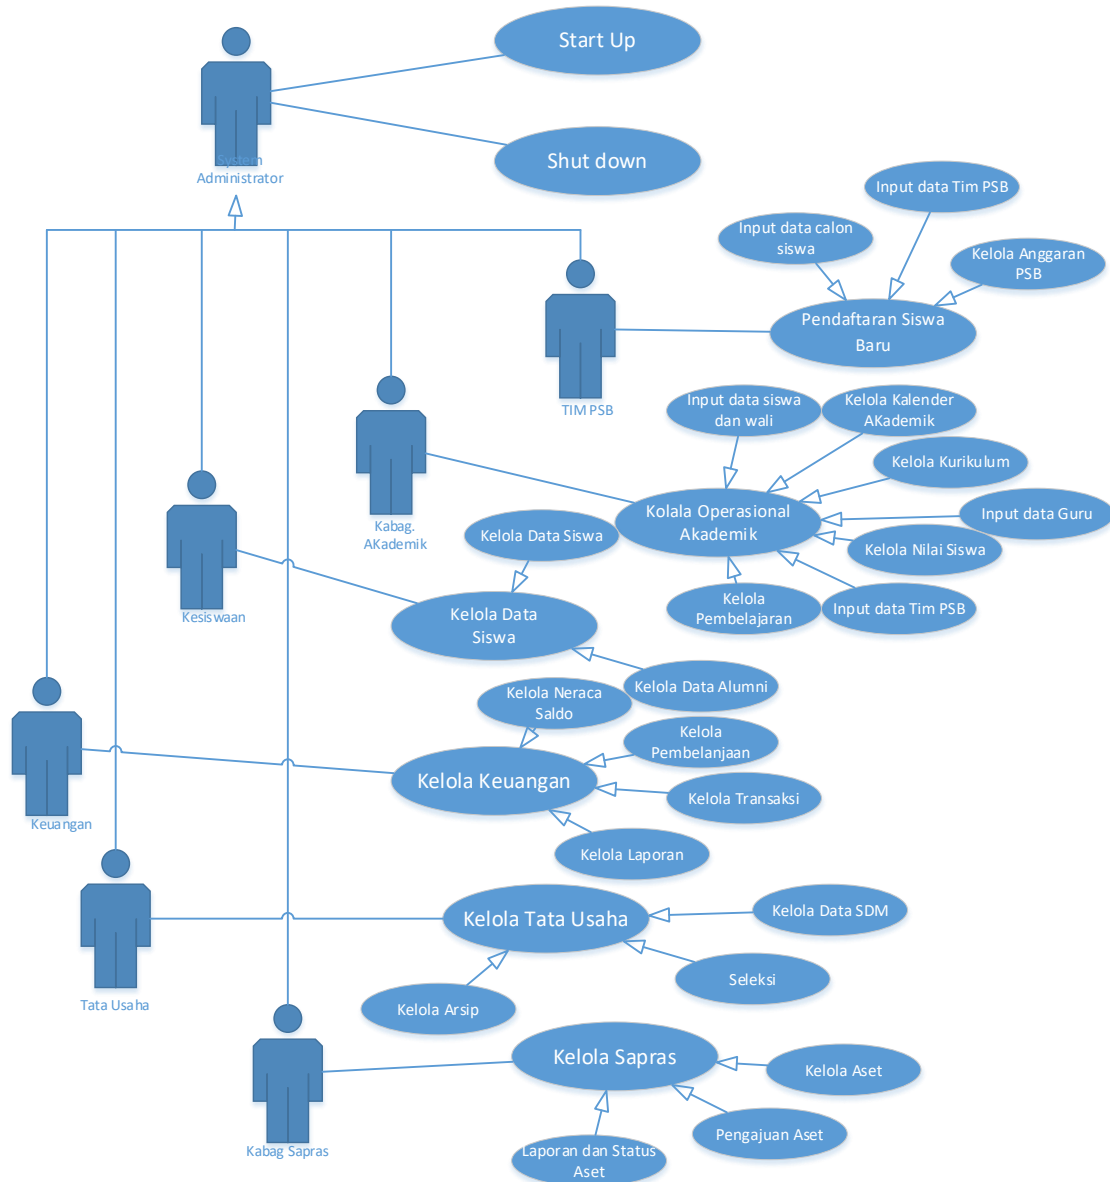 Start Up
System
Administrator
Shut down
Input data Tim PSB
Input data calon
siswa
Kelola Anggaran
PSB
Pendaftaran Siswa
Baru
TIM PSB
Input data siswa
dan wali
Kelola Kalender
AKademik
Kelola Kurikulum
Kolala Operasional
Akademik
Input data Guru
Kelola Nilai Siswa
Kabag.
AKademik
Kelola Data Siswa
Kelola
Pembelajaran
Input data Tim PSB
Kesiswaan
Kelola Data
Siswa
Kelola Data Alumni
Kelola Neraca
Saldo
Kelola
Pembelanjaan
Kelola Keuangan
Kelola Transaksi
Keuangan
Kelola Laporan
Kelola Tata Usaha
Kelola Data SDM
Seleksi
Tata Usaha
Kelola Arsip
Kelola Sapras
Kelola Aset
Pengajuan Aset
Kabag Sapras
Laporan dan Status
Aset